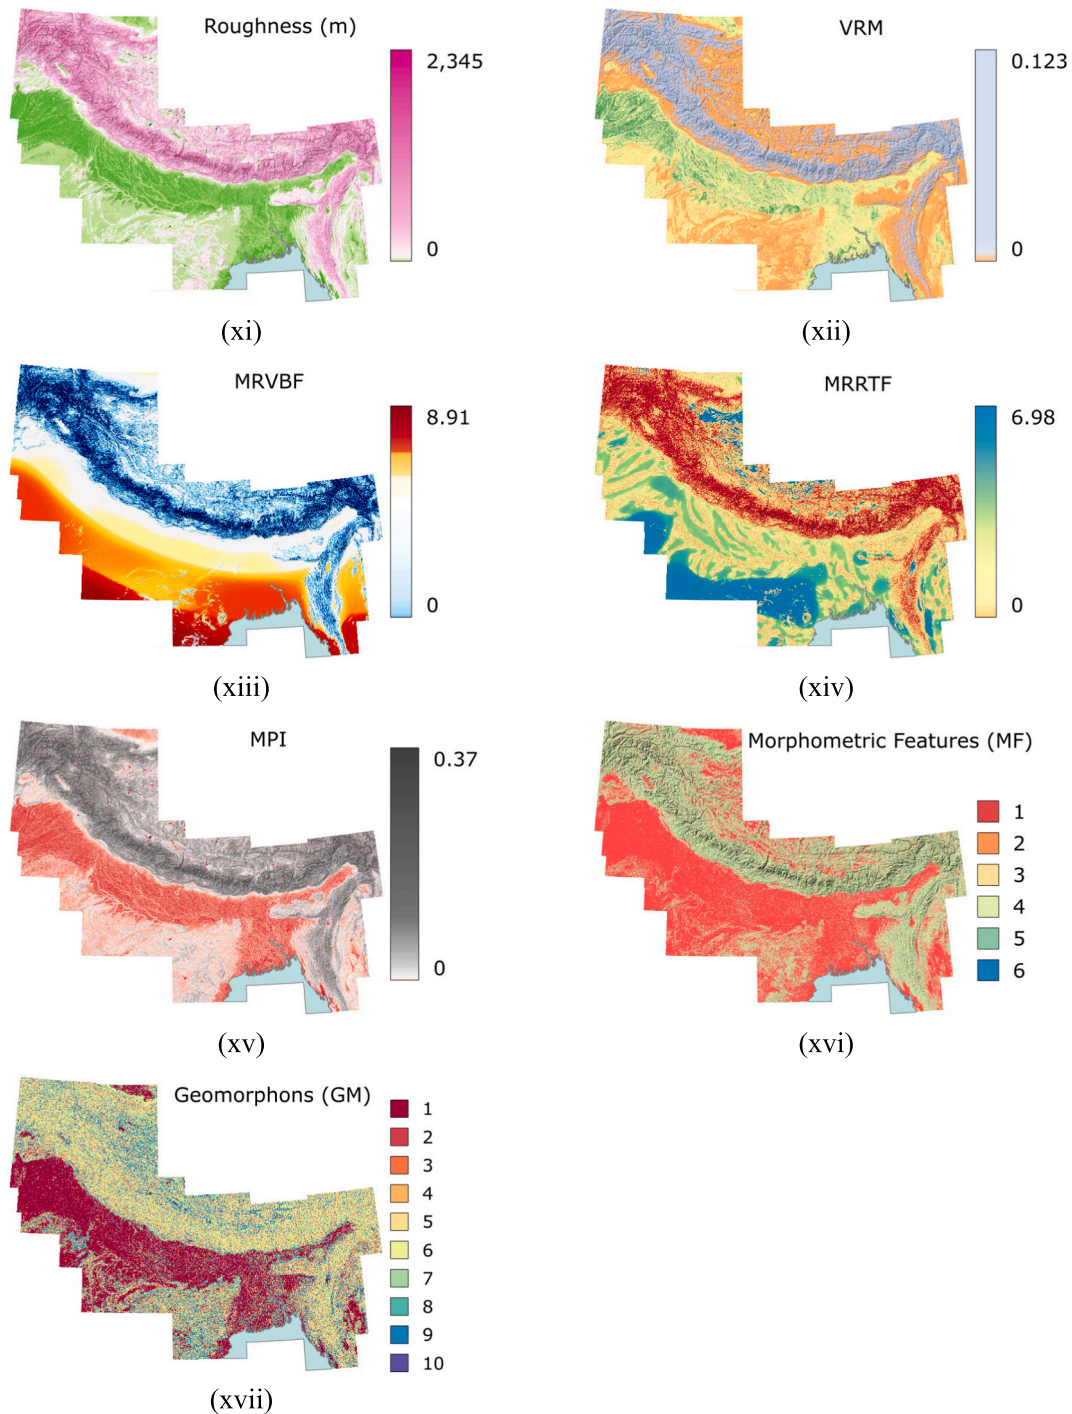 Roughness (m)
2,345
0
(xi)
VRM
0.123
0
(xii)
MRVBF
8.91
0
(xiii)
MRRTF
6.98
0
(xiv)
MPI
0.37
0
(xv)
Morphometric Features (MF)
1
2
3
4
5
6
(xvi)
Geomorphons (GM)
1
2
3
4
5
6
7
8
9
10
(xvii)